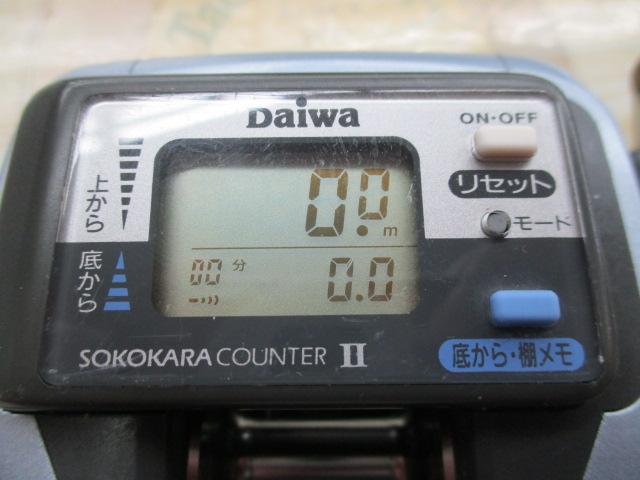 Daiwa
ON・OFF
リセット
モード
上から
0.0 m
底から
00 分
0.0
SOKOKARA COUNTER II
底から・棚メモ